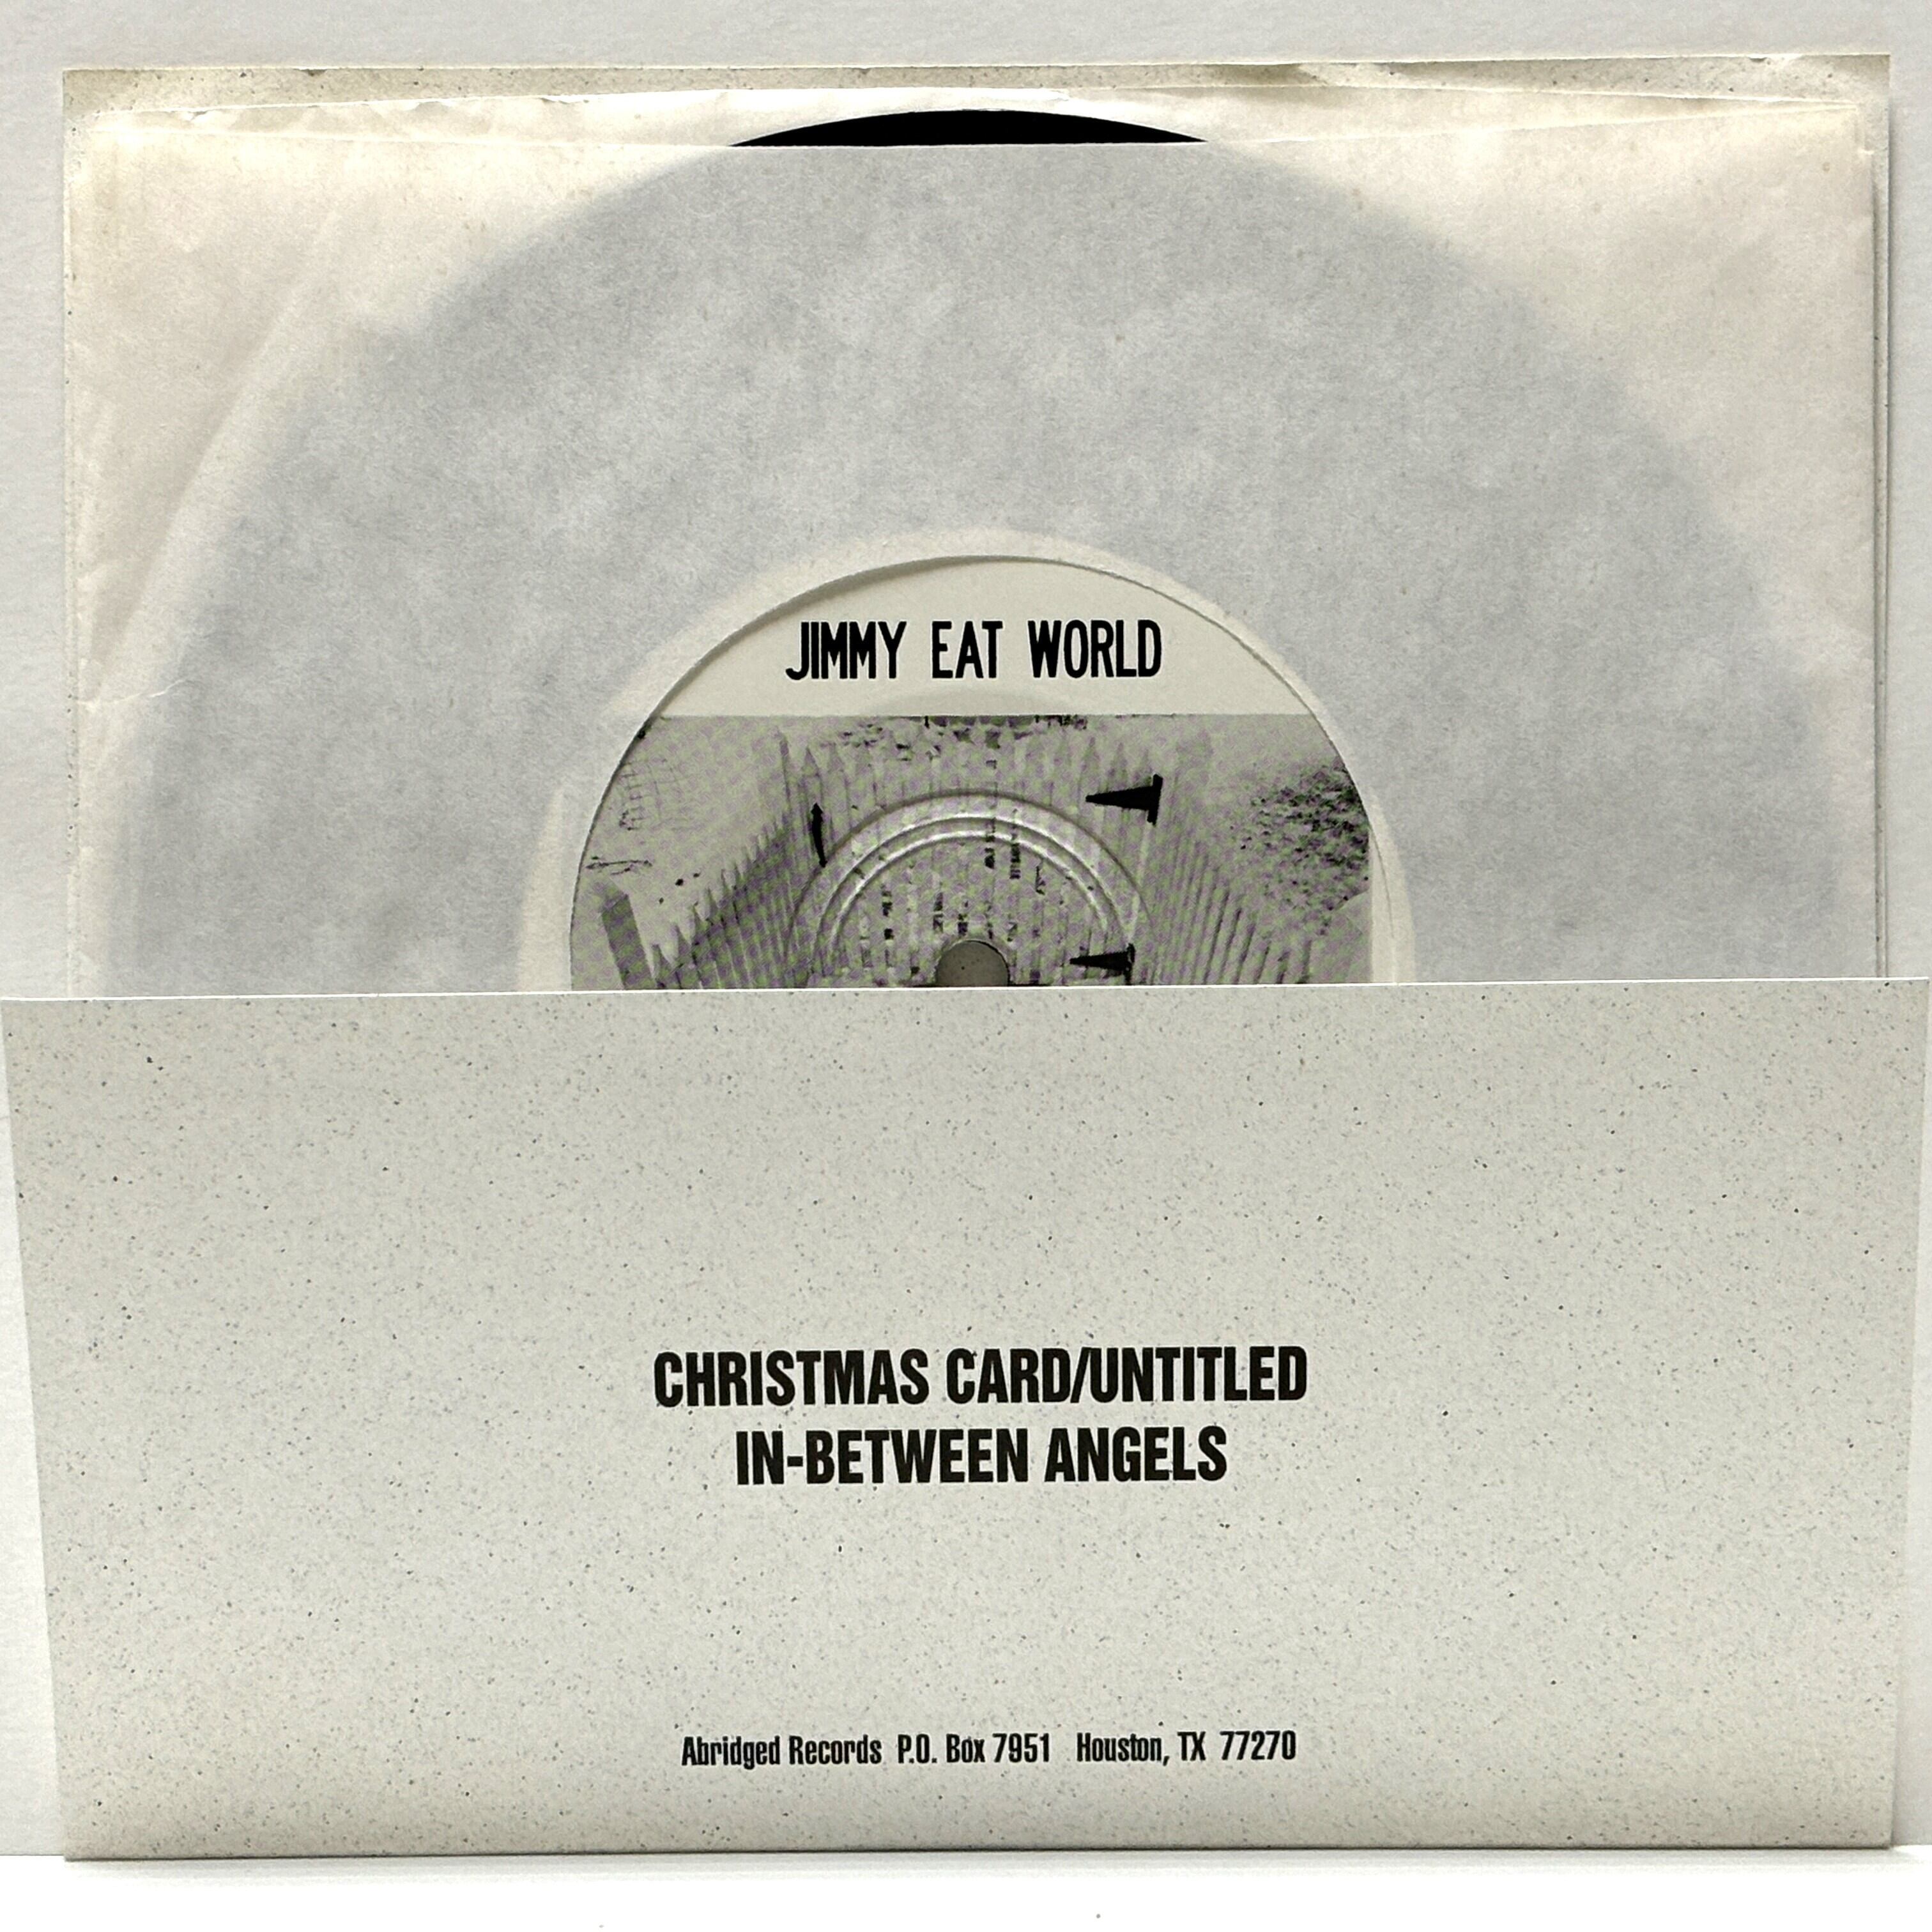 JIMMY EAT WORLD
CHRISTMAS CARD/UNTITLED
IN-BETWEEN ANGELS
Abridged Records P.O. Box 7951 Houston, TX 77270